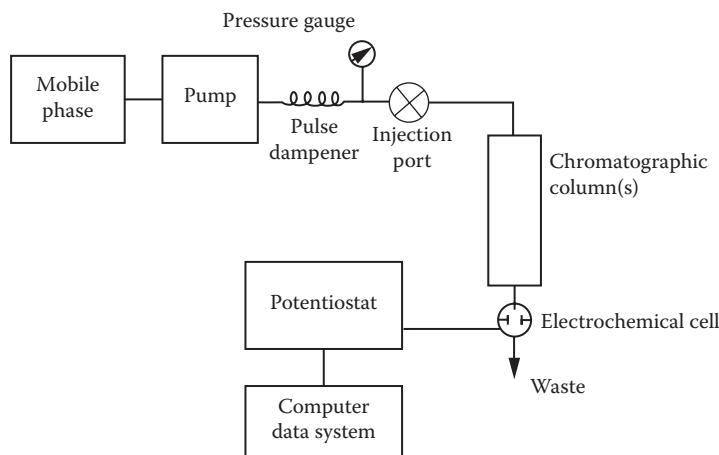 Pressure gauge
Mobile
phase
Pump
Pulse
dampener
Injection
port
Chromatographic
column(s)
Potentiostat
Electrochemical cell
Waste
Computer
data system